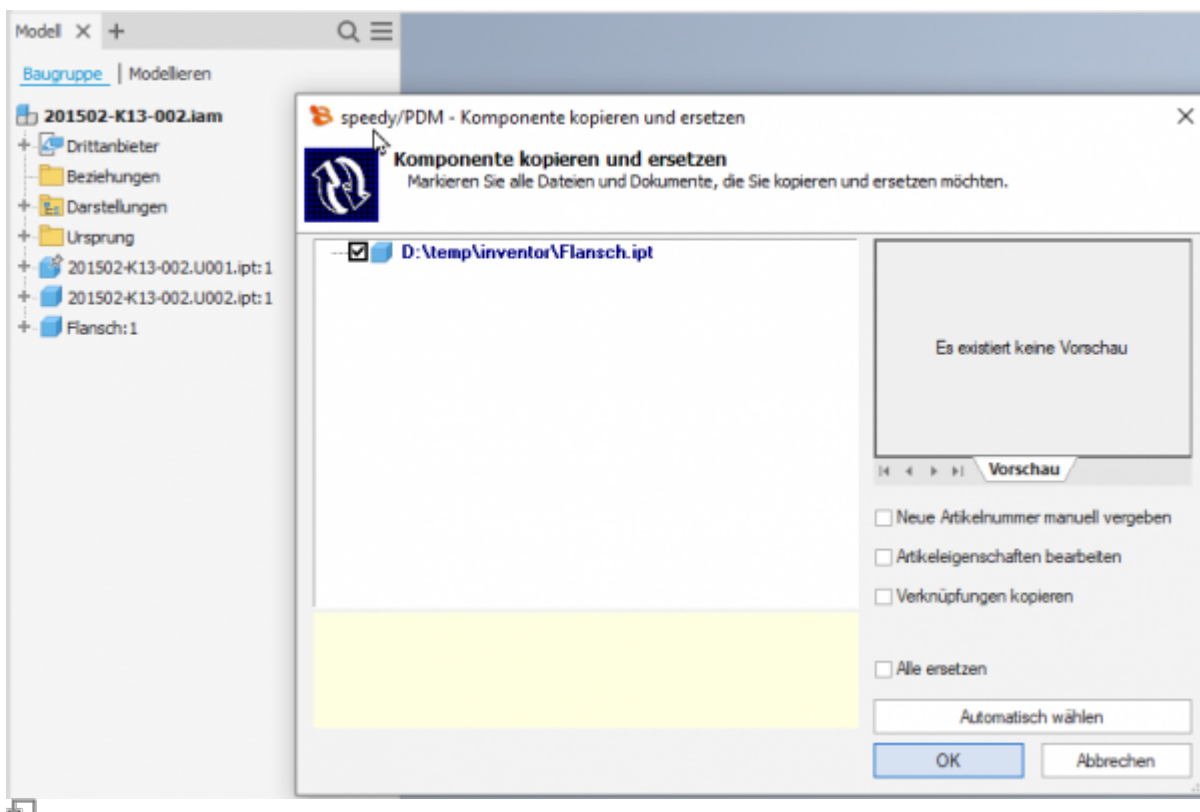 Modell
Baugruppe | Modellieren
201502-K13-002.iam
Drittanbieter
Beziehungen
Darstellungen
Ursprung
201502-K13-002.U001.ipt:1
201502-K13-002.U002.ipt:1
Flansch:1
speedy/PDM - Komponente kopieren und ersetzen
Komponente kopieren und ersetzen
Markieren Sie alle Dateien und Dokumente, die Sie kopieren und ersetzen möchten.
D:\temp\inventor\Flansch.ipt
Es existiert keine Vorschau
Vorschau
Neue Artikelnummer manuell vergeben
Artikeleigenschaften bearbeiten
Verknüpfungen kopieren
Alle ersetzen
Automatisch wählen
OK
Abbrechen